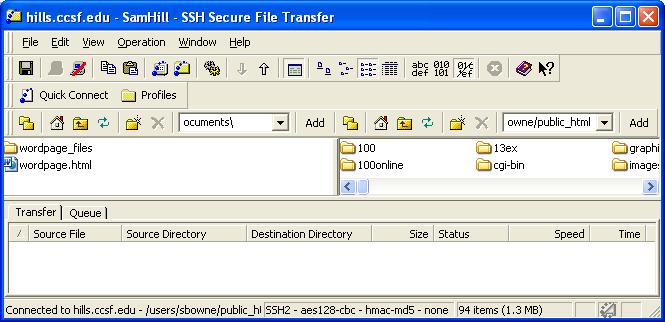 hills.ccsf.edu - SamHill - SSH Secure File Transfer
File Edit View Operation Window Help
abc def 010 101
Quick Connect Profiles
ocuments\ Add owne/public_html Add
wordpage_files 100 13ex graphi
wordpage.html 100online cgi-bin images
Transfer Queue
/ Source File Source Directory Destination Directory Size Status Speed Time
Connected to hills.ccsf.edu - /users/sbowne/public_ht SSH2 - aes128-cbc - hmac-md5 - none 94 items (1.3 MB)